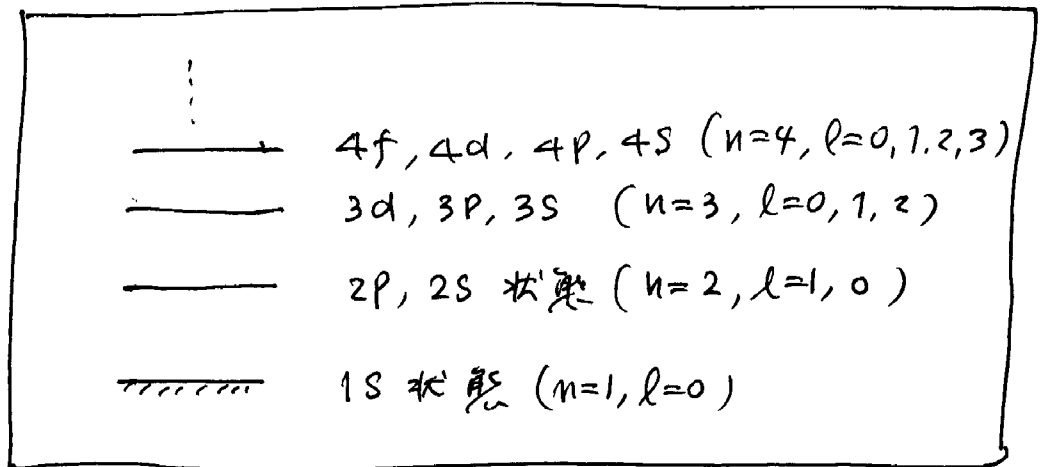 4f, 4d, 4p, 4s (n=4, l=0, 1, 2, 3)
3d, 3p, 3s (n=3, l=0, 1, 2)
2p, 2s 状態 (n=2, l=1, 0)
1s 状態 (n=1, l=0)